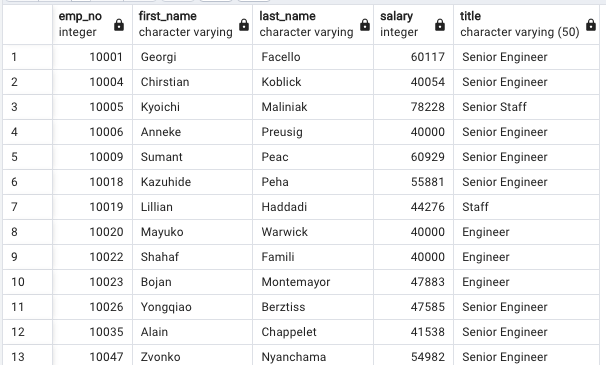 emp_no first_name last_name salary title
integer character varying character varying integer character varying (50)
1 10001 Georgi Facello 60117 Senior Engineer
2 10004 Chirstian Koblick 40054 Senior Engineer
3 10005 Kyoichi Maliniak 78228 Senior Staff
4 10006 Anneke Preusig 40000 Senior Engineer
5 10009 Sumant Peac 60929 Senior Engineer
6 10018 Kazuhide Peha 55881 Senior Engineer
7 10019 Lillian Haddadi 44276 Staff
8 10020 Mayuko Warwick 40000 Engineer
9 10022 Shahaf Famili 40000 Engineer
10 10023 Bojan Montemayor 47883 Engineer
11 10026 Yongqiao Berztiss 47585 Senior Engineer
12 10035 Alain Chappelet 41538 Senior Engineer
13 10047 Zvonko Nyanchama 54982 Senior Engineer